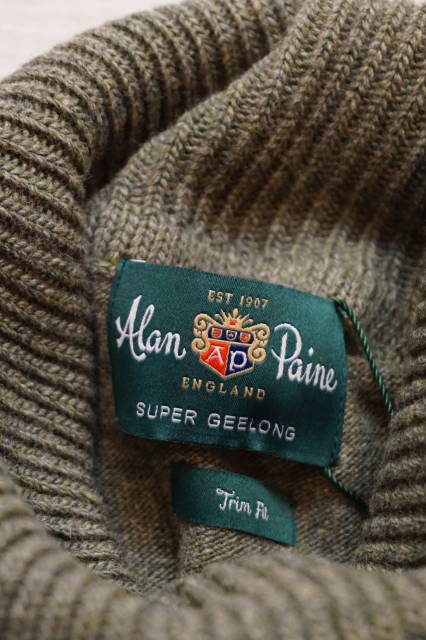 EST 1907
Alan Paine
AP
ENGLAND
SUPER GEELONG
Trim Fit